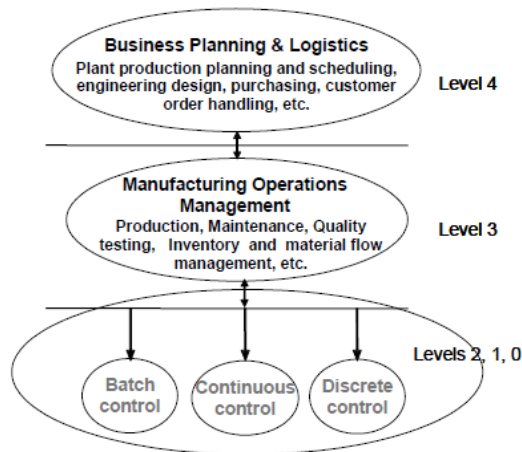 Business Planning & Logistics
Plant production planning and scheduling,
engineering design, purchasing, customer
order handling, etc.
Level 4
Manufacturing Operations
Management
Production, Maintenance, Quality
testing, Inventory and material flow
management, etc.
Level 3
Levels 2, 1, 0
Batch
control
Continuous
control
Discrete
control